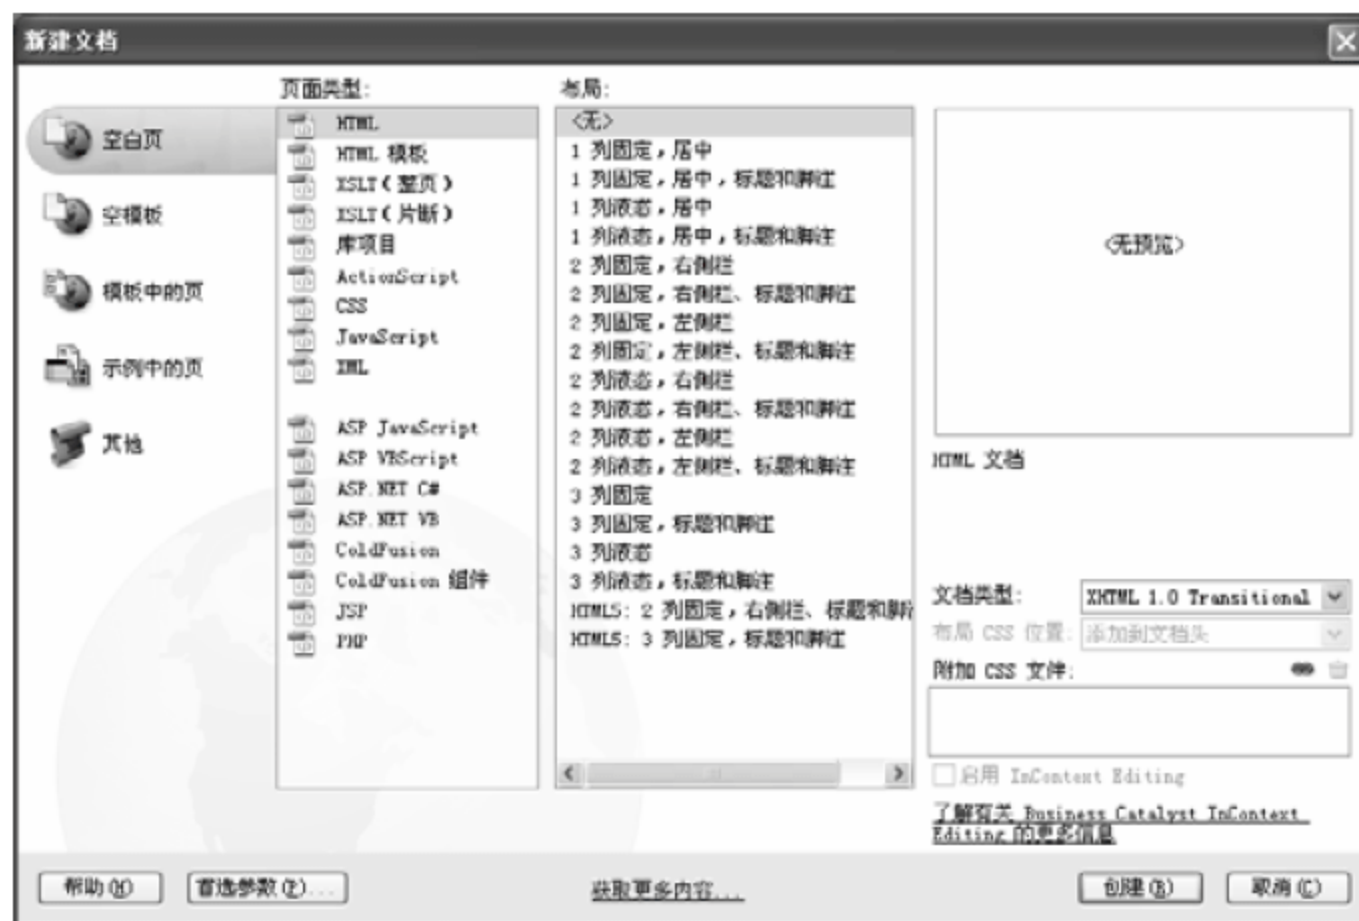 新建文档
页面类型:
布局:
空白页
空模板
模板中的页
示例中的页
其他
HTML
HTML 模板
XSLT(整页)
XSLT(片断)
库项目
ActionScript
CSS
JavaScript
XML
ASP JavaScript
ASP VBScript
ASP.NET C#
ASP.NET VB
ColdFusion
ColdFusion 组件
JSP
PHP
<无>
1 列固定,居中
1 列固定,居中,标题和脚注
1 列液态,居中
1 列液态,居中,标题和脚注
2 列固定,右侧栏
2 列固定,右侧栏、标题和脚注
2 列固定,左侧栏
2 列固定,左侧栏、标题和脚注
2 列液态,右侧栏
2 列液态,右侧栏、标题和脚注
2 列液态,左侧栏
2 列液态,左侧栏、标题和脚注
3 列固定
3 列固定,标题和脚注
3 列液态
3 列液态,标题和脚注
HTML5: 2 列固定,右侧栏、标题和脚
HTML5: 3 列固定,标题和脚注
<无预览>
HTML 文档
文档类型: XHTML 1.0 Transitional
布局 CSS 位置: 添加到文档头
附加 CSS 文件:
启用 InContext Editing
了解有关 Business Catalyst InContext
Editing 的更多信息
帮助(H) 首选参数(P)... 获取更多内容... 创建(R) 取消(C)